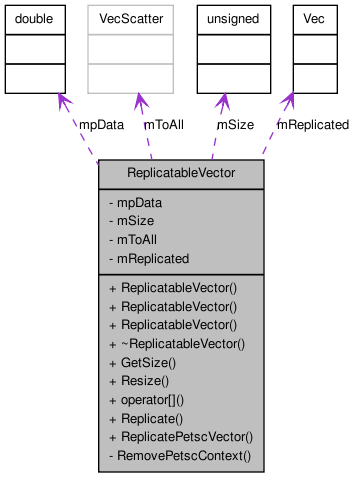 double
VecScatter
unsigned
Vec
mpData
mToAll
mSize
mReplicated
ReplicatableVector
- mpData
- mSize
- mToAll
- mReplicated
+ ReplicatableVector()
+ ReplicatableVector()
+ ReplicatableVector()
+ ~ReplicatableVector()
+ GetSize()
+ Resize()
+ operator[]()
+ Replicate()
+ ReplicatePetscVector()
- RemovePetscContext()